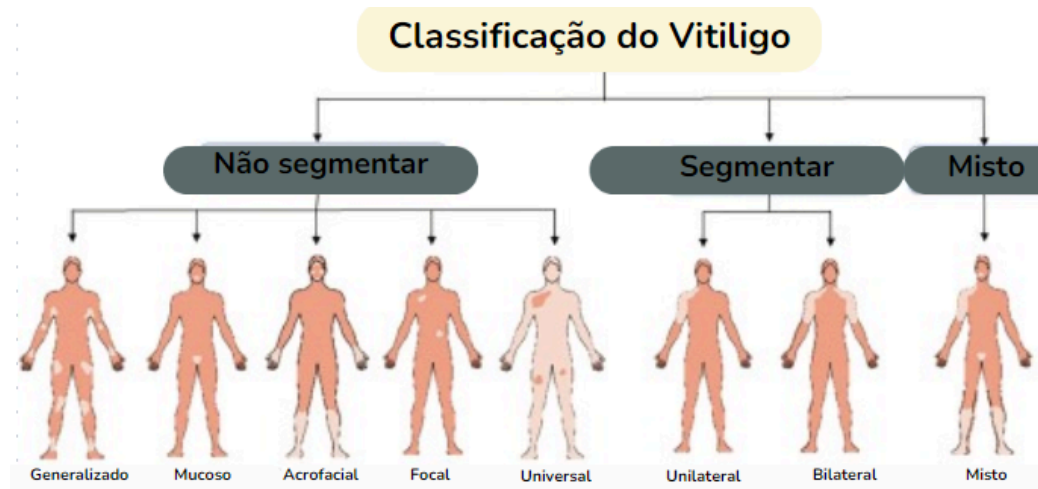 Classificação do Vitiligo
Não segmentar
Segmentar
Misto
Generalizado
Mucoso
Acrofacial
Focal
Universal
Unilateral
Bilateral
Misto